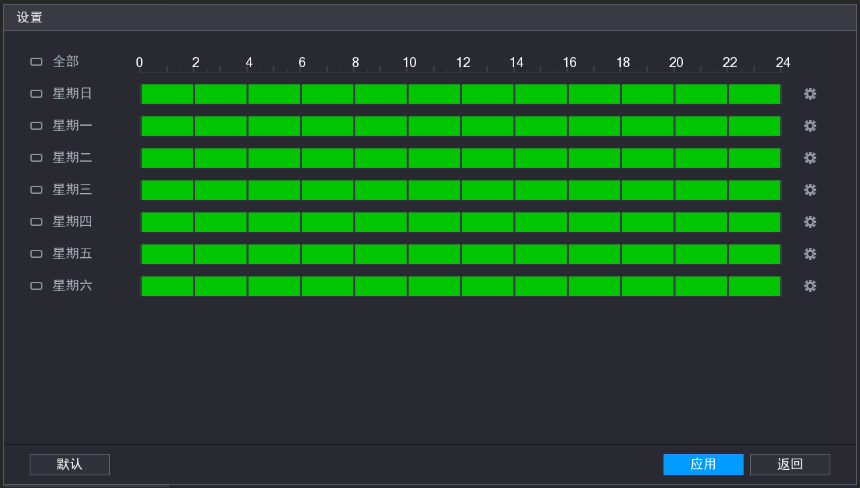 设置
全部 0 2 4 6 8 10 12 14 16 18 20 22 24
星期日
星期一
星期二
星期三
星期四
星期五
星期六
默认 应用 返回